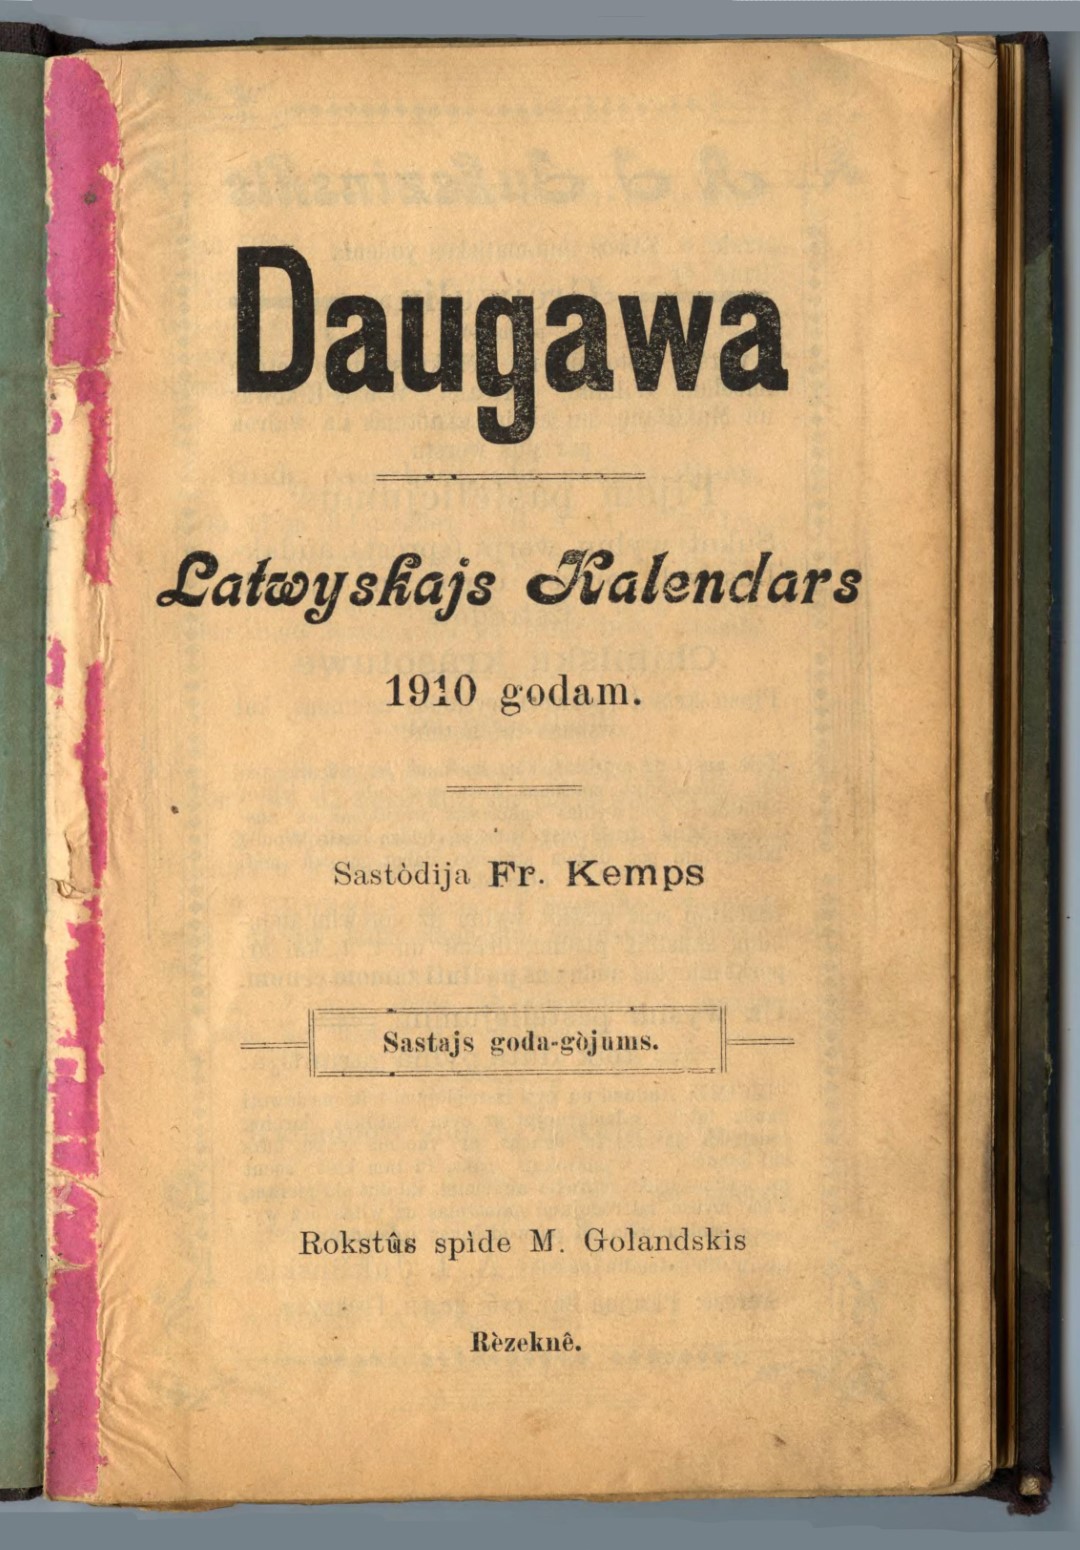 Daugawa
Latwyskajs Kalendars
1910 godam.
Sastòdija Fr. Kemps
Sastajs goda-gòjums.
Rokstûs spìde M. Golandskis
Rèzeknê.